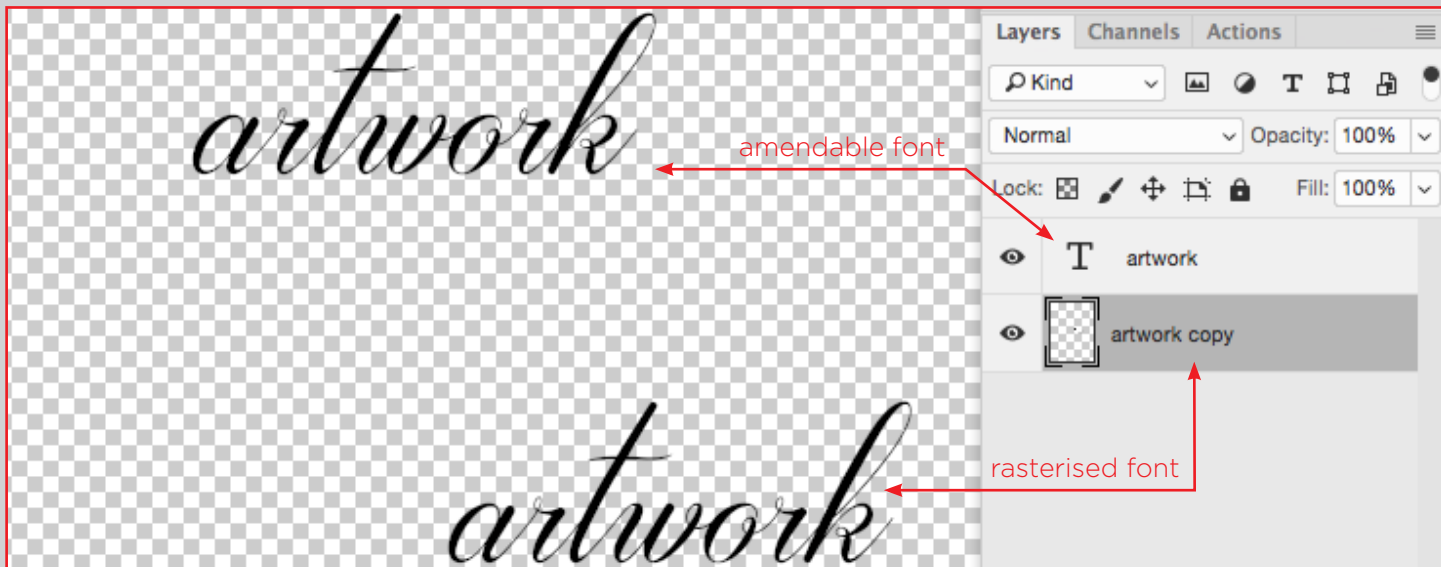 artwork
Layers Channels Actions
Kind T
Normal Opacity: 100%
amendable font
Lock: Fill: 100%
T artwork
artwork copy
rasterised font
artwork